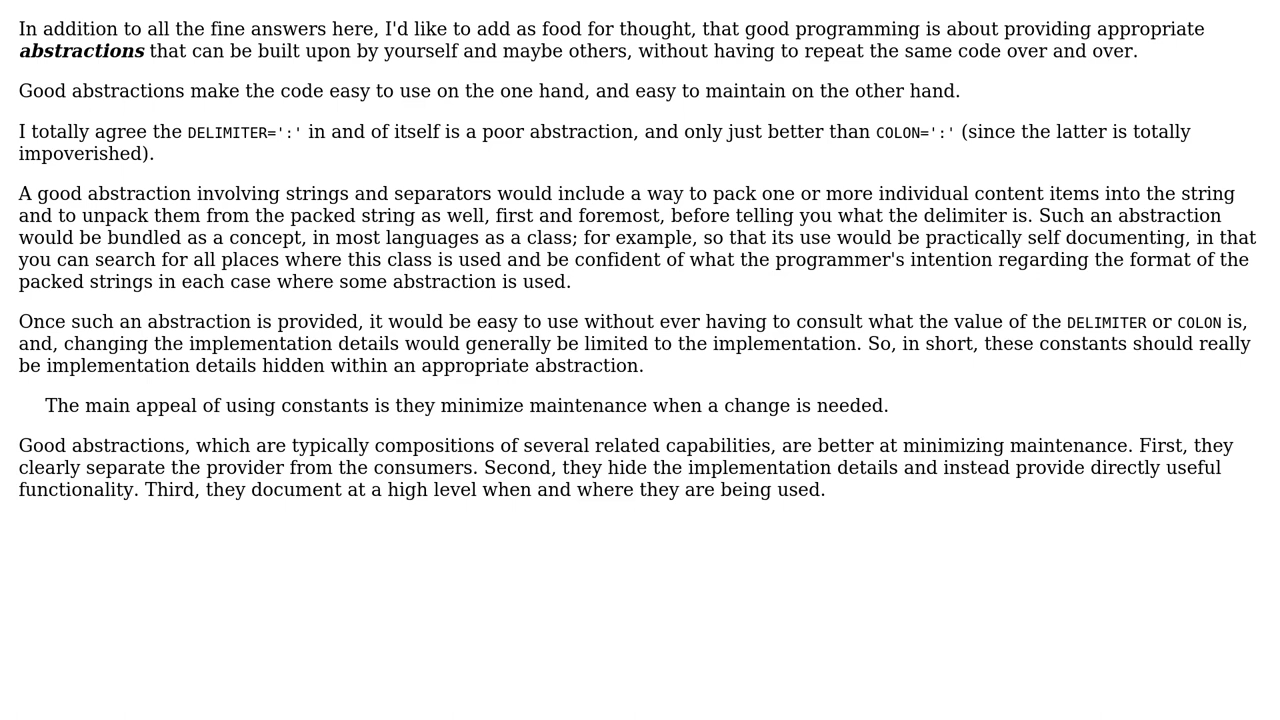 In addition to all the fine answers here, I'd like to add as food for thought, that good programming is about providing appropriate
abstractions that can be built upon by yourself and maybe others, without having to repeat the same code over and over.
Good abstractions make the code easy to use on the one hand, and easy to maintain on the other hand.
I totally agree the DELIMITER=':' in and of itself is a poor abstraction, and only just better than COLON=':' (since the latter is totally
impoverished).
A good abstraction involving strings and separators would include a way to pack one or more individual content items into the string
and to unpack them from the packed string as well, first and foremost, before telling you what the delimiter is. Such an abstraction
would be bundled as a concept, in most languages as a class; for example, so that its use would be practically self documenting, in that
you can search for all places where this class is used and be confident of what the programmer's intention regarding the format of the
packed strings in each case where some abstraction is used.
Once such an abstraction is provided, it would be easy to use without ever having to consult what the value of the DELIMITER or COLON is,
and, changing the implementation details would generally be limited to the implementation. So, in short, these constants should really
be implementation details hidden within an appropriate abstraction.
The main appeal of using constants is they minimize maintenance when a change is needed.
Good abstractions, which are typically compositions of several related capabilities, are better at minimizing maintenance. First, they
clearly separate the provider from the consumers. Second, they hide the implementation details and instead provide directly useful
functionality. Third, they document at a high level when and where they are being used.